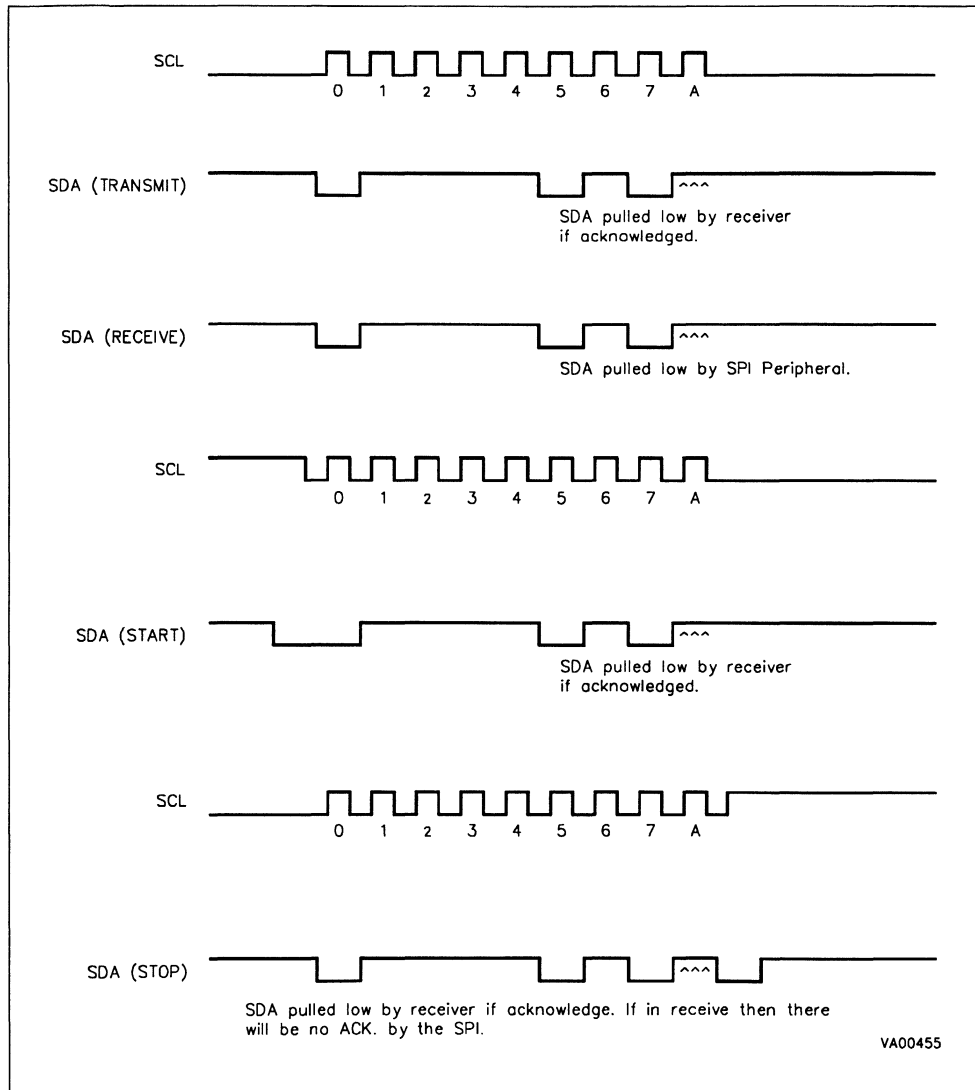 SCL
0 1 2 3 4 5 6 7 A
SDA (TRANSMIT)
^^^
SDA pulled low by receiver
if acknowledged.
SDA (RECEIVE)
^^^
SDA pulled low by SPI Peripheral.
SCL
0 1 2 3 4 5 6 7 A
SDA (START)
^^^
SDA pulled low by receiver
if acknowledged.
SCL
0 1 2 3 4 5 6 7 A
SDA (STOP)
^^^
SDA pulled low by receiver if acknowledge. If in receive then there
will be no ACK. by the SPI.
VA00455